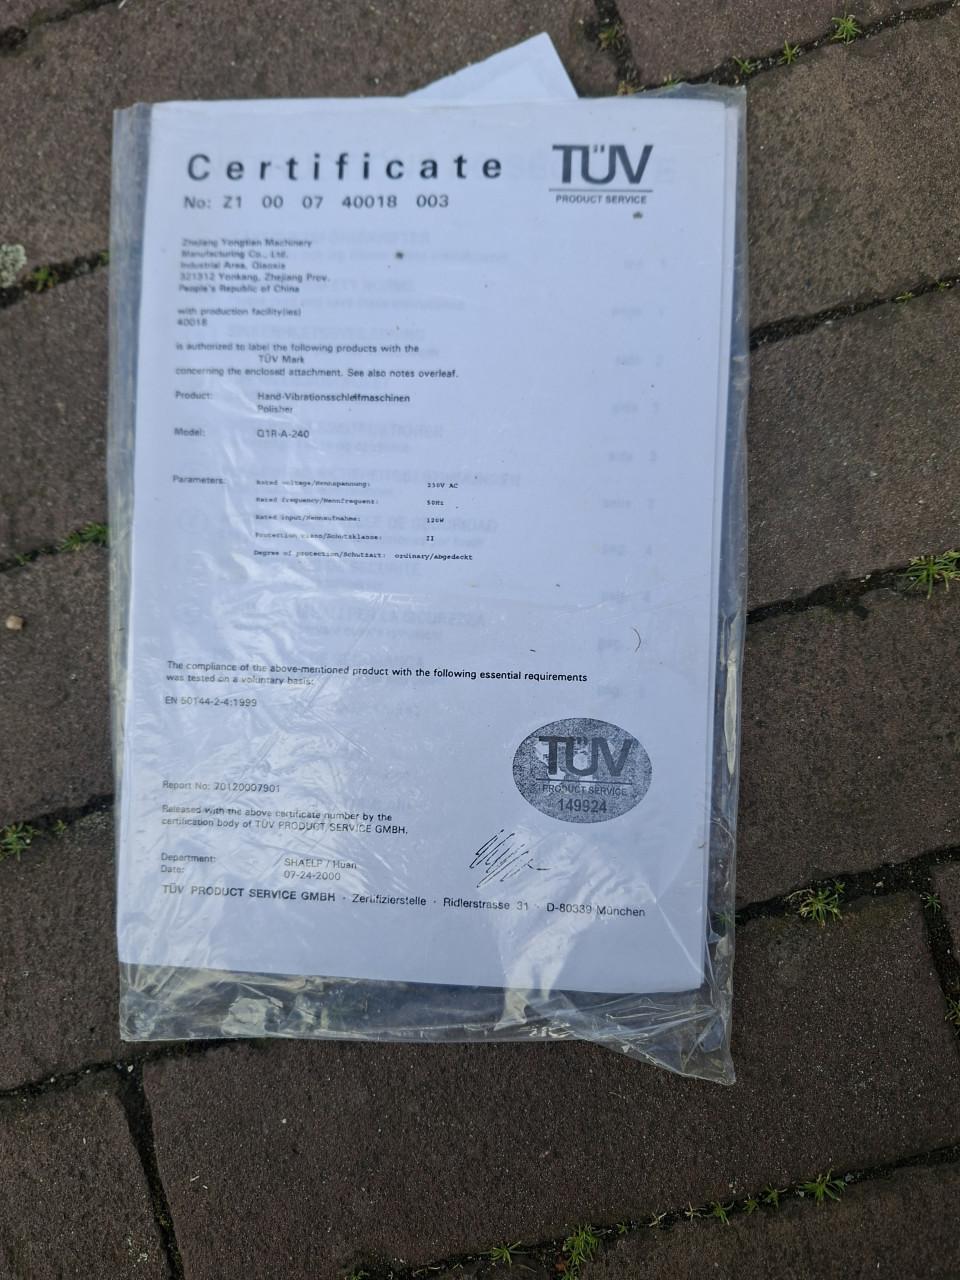 Certificate
TÜV
PRODUCT SERVICE
No: Z1 00 07 40018 003
Zhejiang Yongtian Machinery
Manufacturing Co., Ltd.
Industrial Area, Qiaoxia
321312 Yonkang, Zhejiang Prov.
People's Republic of China
with production facility(ies)
40018
is authorized to label the following products with the
TÜV Mark
concerning the enclosed attachment. See also notes overleaf.
Product: Hand-Vibrationsschleifmaschinen
Polisher
Model: Q1R-A-240
Parameters: Rated voltage/Nennspannung: 230V AC
Rated frequency/Nennfrequenz: 50Hz
Rated input/Nennaufnahme: 120W
Protection class/Schutzklasse: II
Degree of protection/Schutzart: ordinary/Abgedeckt
The compliance of the above-mentioned product with the following essential requirements
was tested on a voluntary basis:
EN 50144-2-4:1999
TÜV
PRODUCT SERVICE
149924
Report No: 70120007901
Released with the above certificate number by the
certification body of TÜV PRODUCT SERVICE GMBH.
Department: SHAELP / Huan
Date: 07-24-2000
TÜV PRODUCT SERVICE GMBH · Zertifizierstelle · Ridlerstrasse 31 · D-80339 München